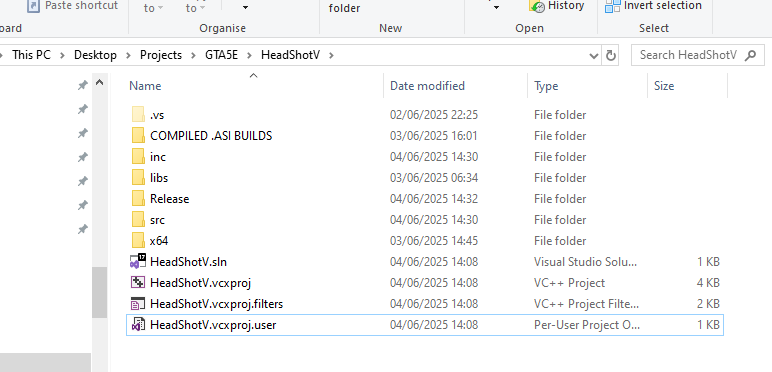 Paste shortcut
to to folder History Invert selection
board Organise New Open Select
This PC Desktop Projects GTA5E HeadShotV Search HeadShotV
Name Date modified Type Size
.vs 02/06/2025 22:25 File folder
COMPILED .ASI BUILDS 03/06/2025 16:01 File folder
inc 04/06/2025 14:30 File folder
libs 03/06/2025 06:34 File folder
Release 04/06/2025 14:32 File folder
src 04/06/2025 14:30 File folder
x64 03/06/2025 14:45 File folder
HeadShotV.sln 04/06/2025 14:08 Visual Studio Solu... 1 KB
HeadShotV.vcxproj 04/06/2025 14:08 VC++ Project 4 KB
HeadShotV.vcxproj.filters 04/06/2025 14:08 VC++ Project Filte... 2 KB
HeadShotV.vcxproj.user 04/06/2025 14:08 Per-User Project O... 1 KB